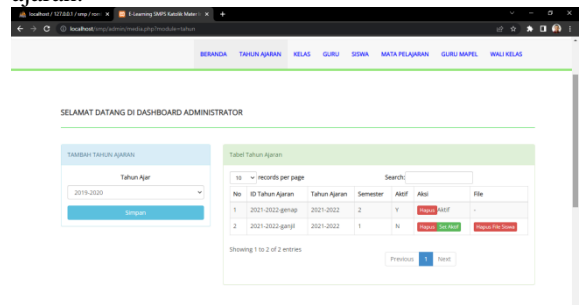 ajaran.
localhost / 127.0.0.1 / smp / rom
E-Learning SMPS Katolik Mater
localhost/smp/admin/media.php?module=tahun
BERANDA TAHUN AJARAN KELAS GURU SISWA MATA PELAJARAN GURU MAPEL WALI KELAS
SELAMAT DATANG DI DASHBOARD ADMINISTRATOR
TAMBAH TAHUN AJARAN
Tahun Ajar
2019-2020
Simpan
Tabel Tahun Ajaran
10 records per page Search:
No ID Tahun Ajaran Tahun Ajaran Semester Aktif Aksi File
1 2021-2022-genap 2021-2022 2 Y Hapus Aktif -
2 2021-2022-ganjil 2021-2022 1 N Hapus Set Aktif Hapus File Siswa
Showing 1 to 2 of 2 entries
Previous 1 Next